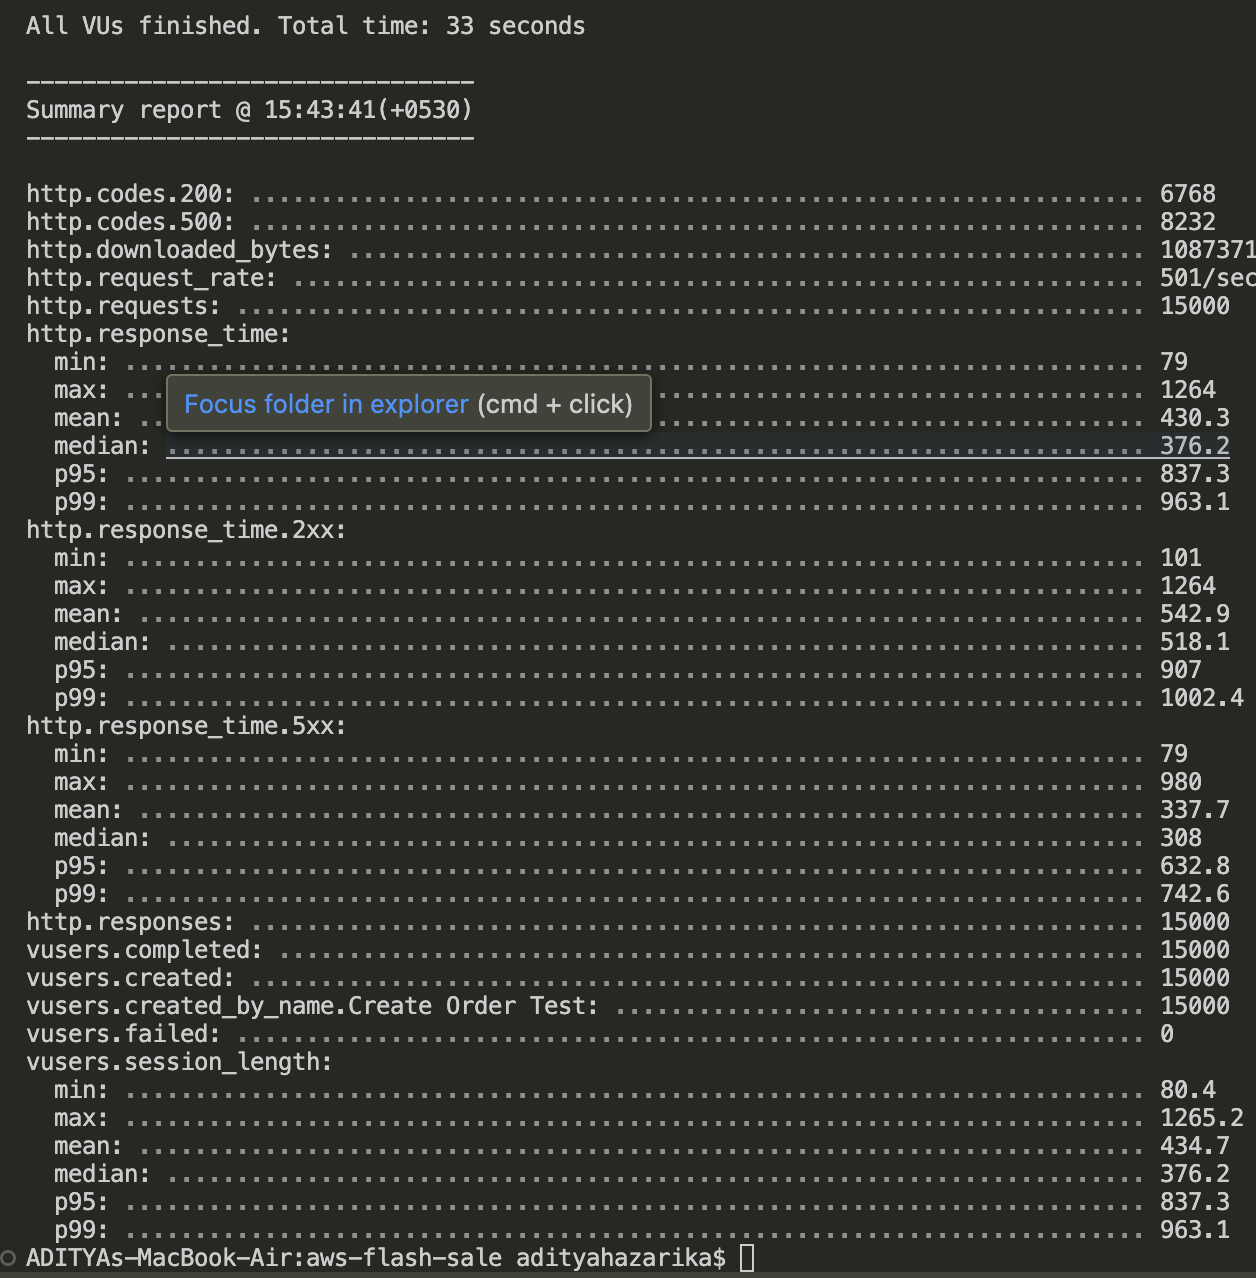 All VUs finished. Total time: 33 seconds
--------------------------------
Summary report @ 15:43:41(+0530)
--------------------------------
http.codes.200: ................................................................ 6768
http.codes.500: ................................................................ 8232
http.downloaded_bytes: ......................................................... 1087371
http.request_rate: ............................................................. 501/sec
http.requests: ................................................................. 15000
http.response_time:
  min: ......................................................................... 79
  max: ......................................................................... 1264
  mean: ........................................................................ 430.3
Focus folder in explorer (cmd + click)
  median: ...................................................................... 376.2
  p95: ......................................................................... 837.3
  p99: ......................................................................... 963.1
http.response_time.2xx:
  min: ......................................................................... 101
  max: ......................................................................... 1264
  mean: ........................................................................ 542.9
  median: ...................................................................... 518.1
  p95: ......................................................................... 907
  p99: ......................................................................... 1002.4
http.response_time.5xx:
  min: ......................................................................... 79
  max: ......................................................................... 980
  mean: ........................................................................ 337.7
  median: ...................................................................... 308
  p95: ......................................................................... 632.8
  p99: ......................................................................... 742.6
http.responses: ................................................................ 15000
vusers.completed: .............................................................. 15000
vusers.created: ................................................................ 15000
vusers.created_by_name.Create Order Test: ...................................... 15000
vusers.failed: ................................................................. 0
vusers.session_length:
  min: ......................................................................... 80.4
  max: ......................................................................... 1265.2
  mean: ........................................................................ 434.7
  median: ...................................................................... 376.2
  p95: ......................................................................... 837.3
  p99: ......................................................................... 963.1
ADITYAs-MacBook-Air:aws-flash-sale adityahazarika$